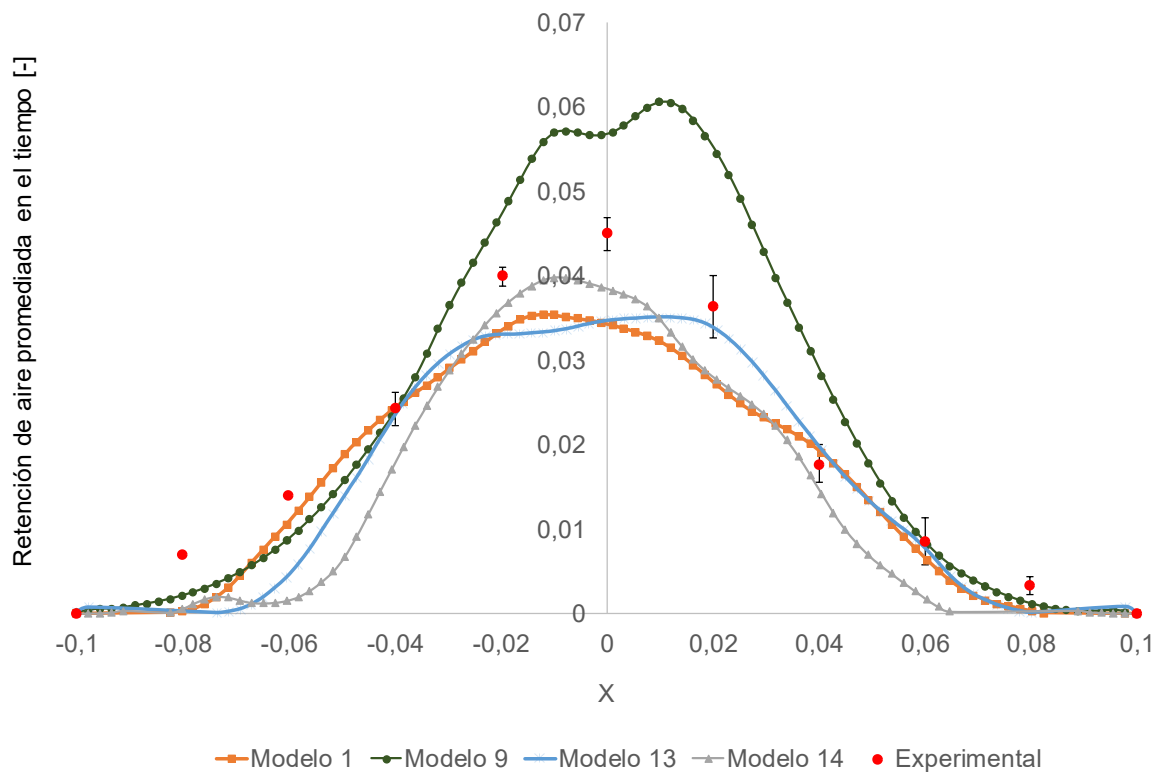 Retención de aire promediada en el tiempo [-]
0,07
0,06
0,05
0,04
0,03
0,02
0,01
0
-0,1 -0,08 -0,06 -0,04 -0,02 0 0,02 0,04 0,06 0,08 0,1
X
Modelo 1 Modelo 9 Modelo 13 Modelo 14 Experimental